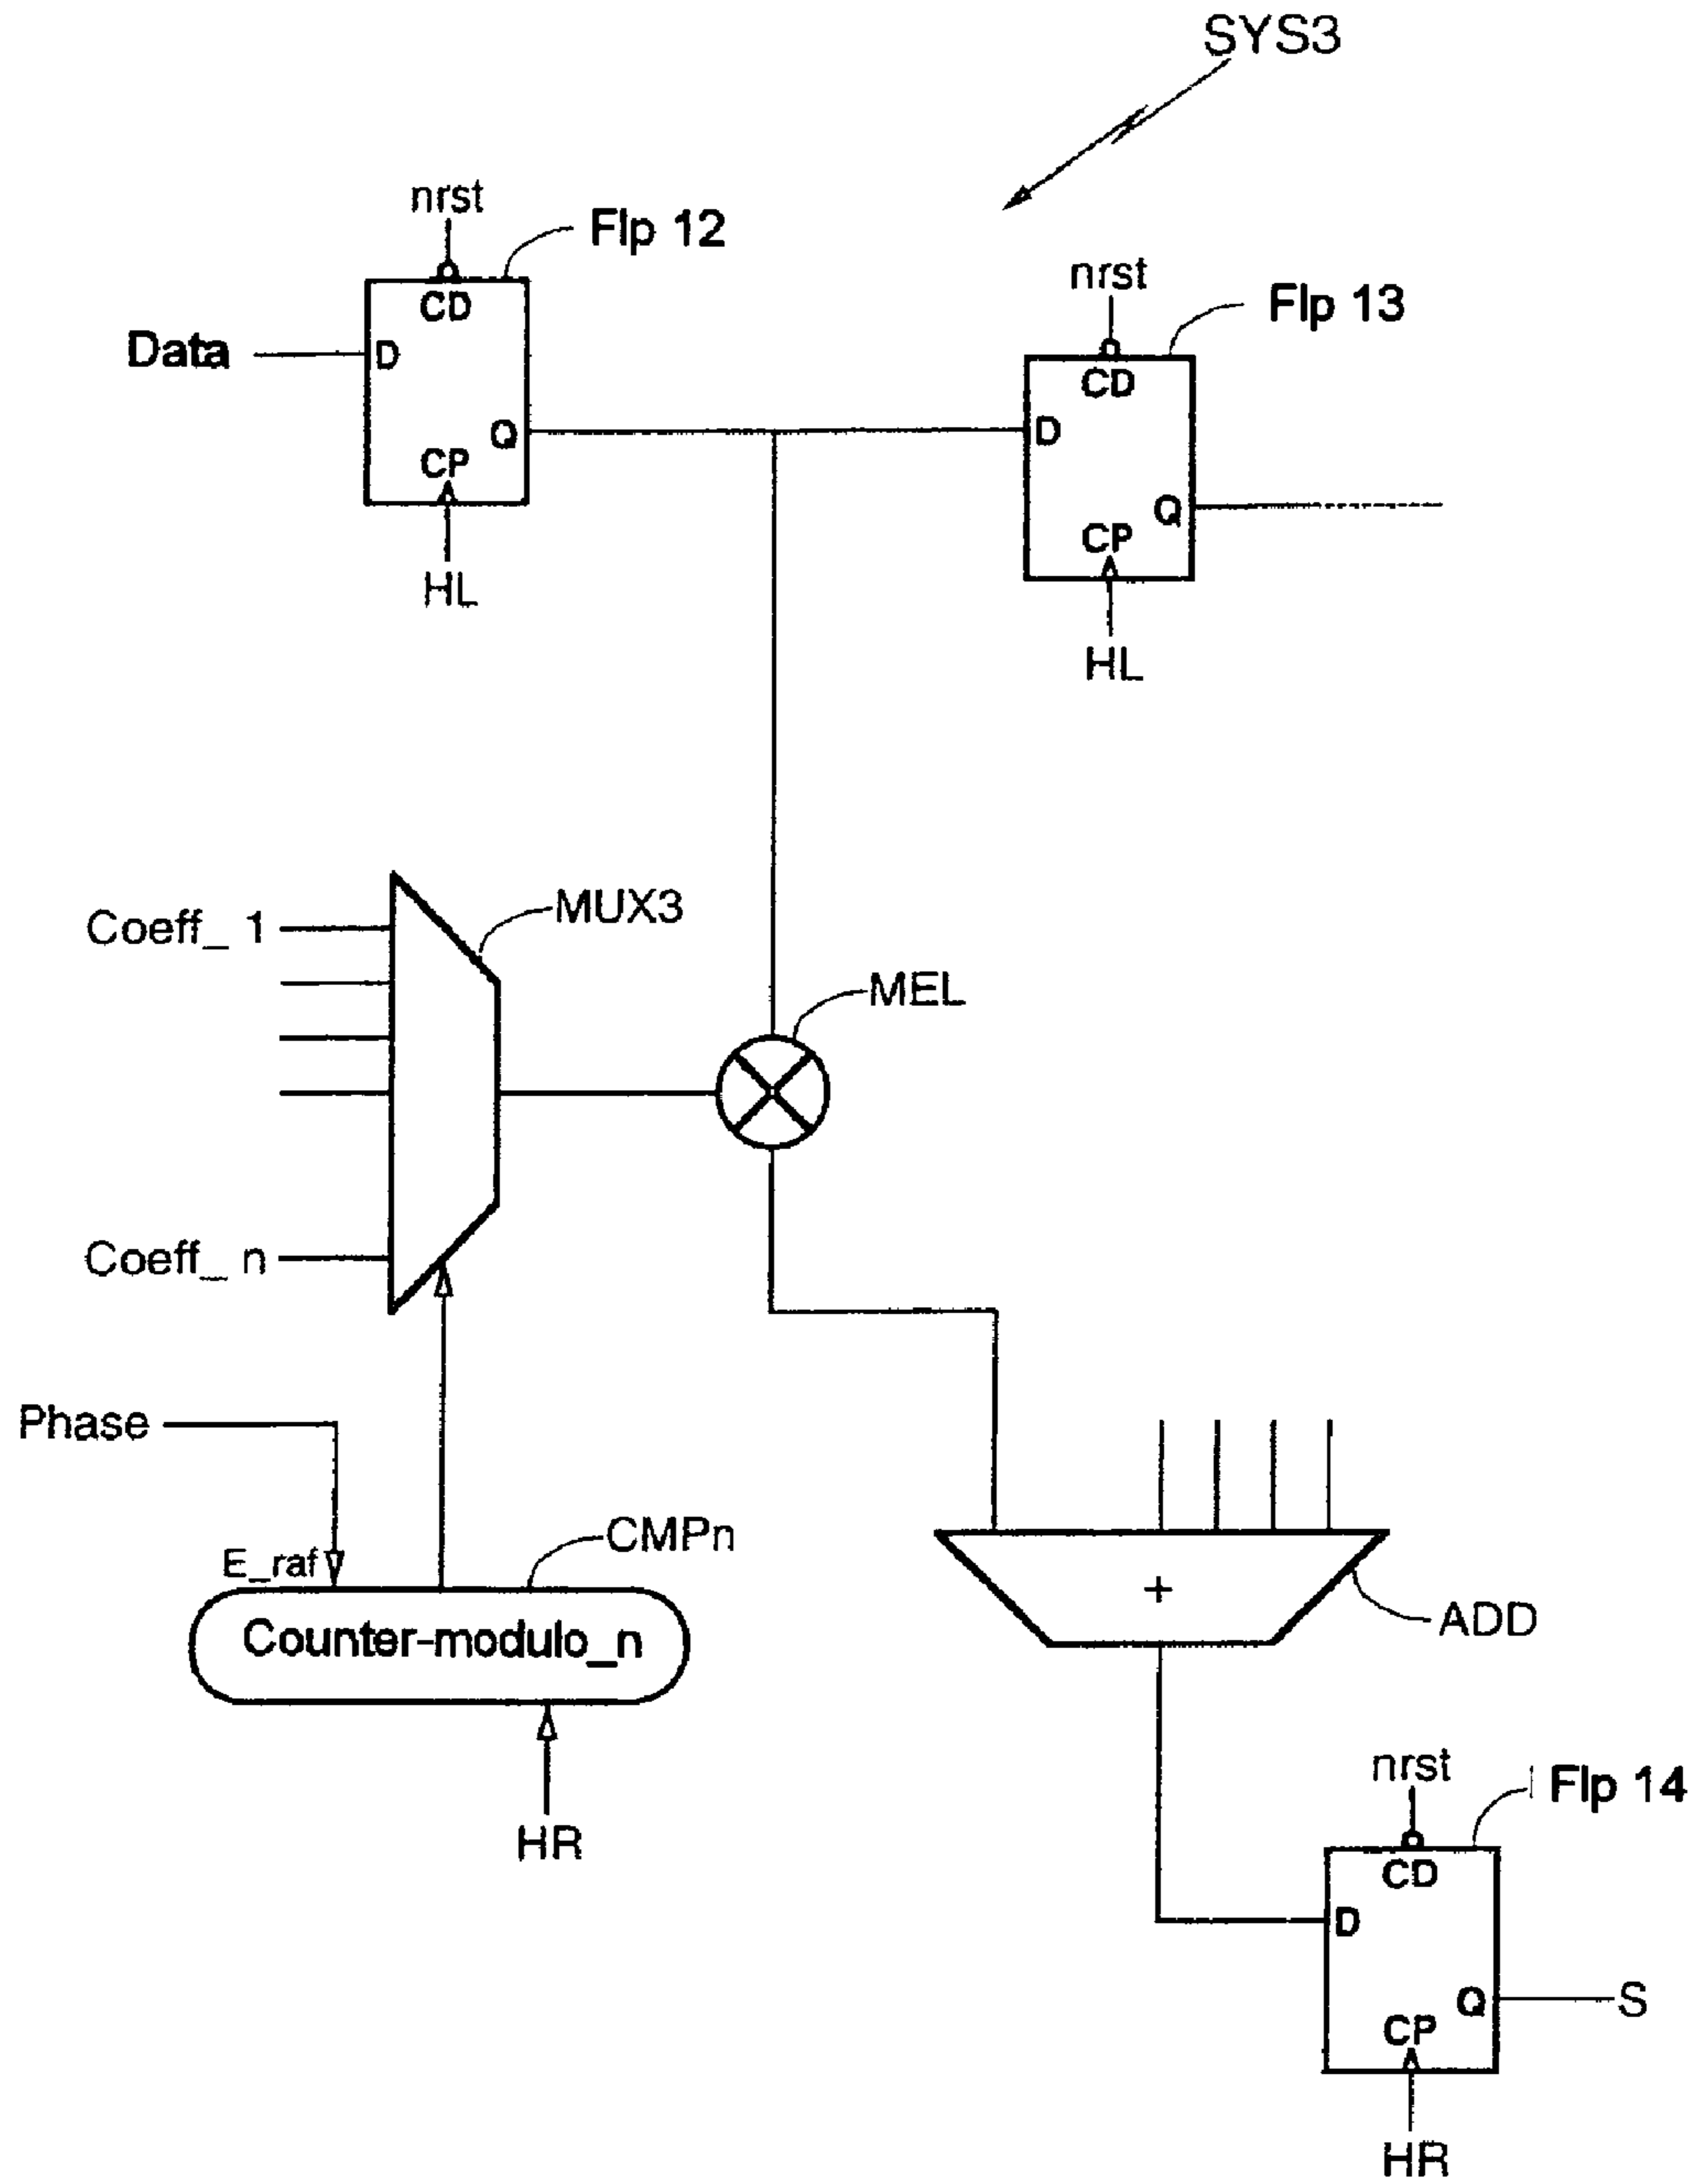 SYS3
nrst
Flp 12
CD
Data
D
Q
CP
HL
nrst
Flp 13
CD
D
Q
CP
HL
Coeff_ 1
MUX3
MEL
Coeff_ n
Phase
E_raf
CMPn
Counter-modulo_n
HR
+
ADD
nrst
Flp 14
CD
D
Q
S
CP
HR